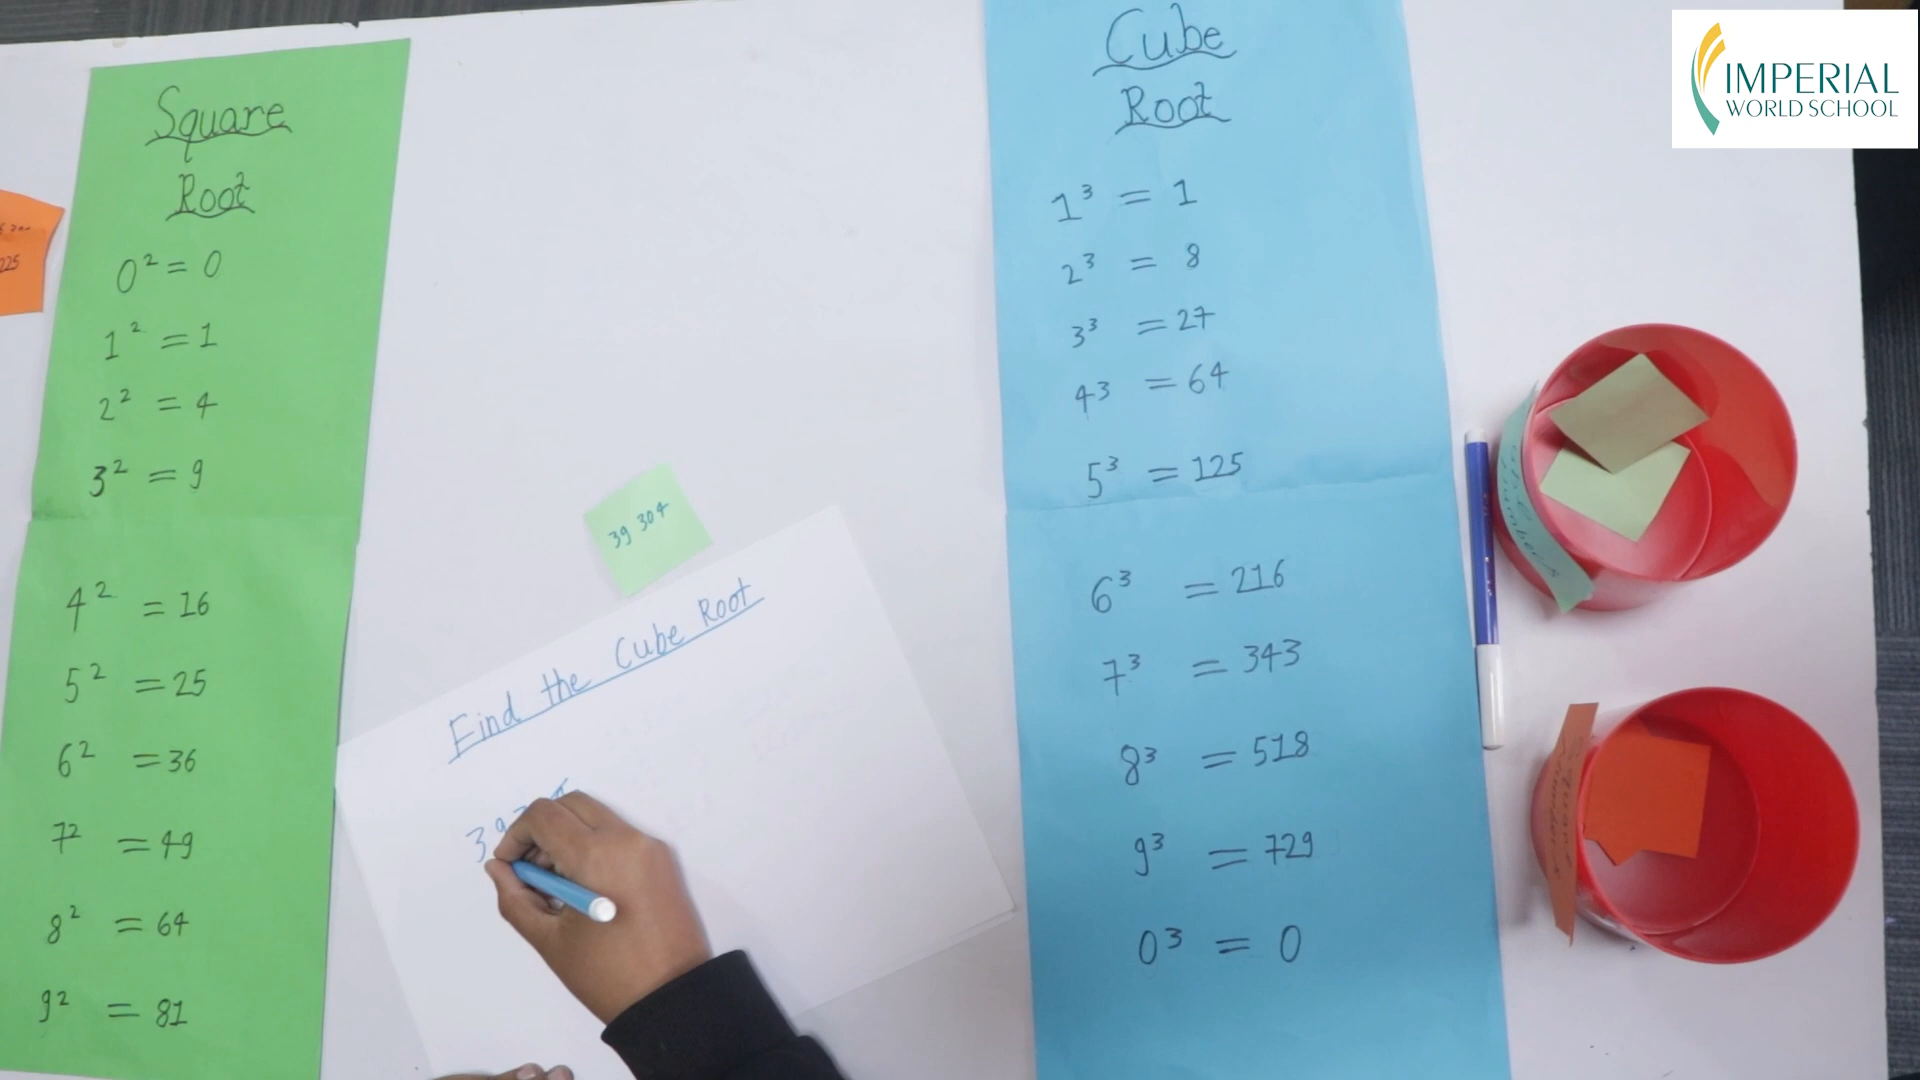 Square
Root
0² = 0
1² = 1
2² = 4
3² = 9
4² = 16
5² = 25
6² = 36
7² = 49
8² = 64
9² = 81
225
39 304
Find the Cube Root
39
Cube
Root
1³ = 1
2³ = 8
3³ = 27
4³ = 64
5³ = 125
6³ = 216
7³ = 343
8³ = 518
9³ = 729
0³ = 0
IMPERIAL
WORLD SCHOOL